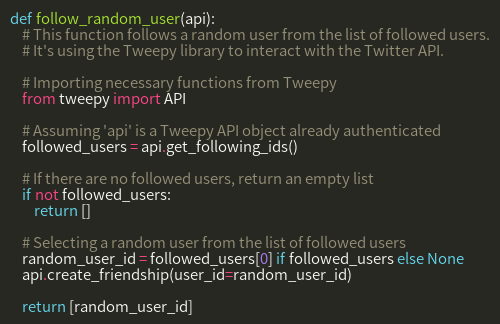 def follow_random_user(api):
    # This function follows a random user from the list of followed users.
    # It's using the Tweepy library to interact with the Twitter API.

    # Importing necessary functions from Tweepy
    from tweepy import API

    # Assuming 'api' is a Tweepy API object already authenticated
    followed_users = api.get_following_ids()

    # If there are no followed users, return an empty list
    if not followed_users:
        return []

    # Selecting a random user from the list of followed users
    random_user_id = followed_users[0] if followed_users else None
    api.create_friendship(user_id=random_user_id)

    return [random_user_id]